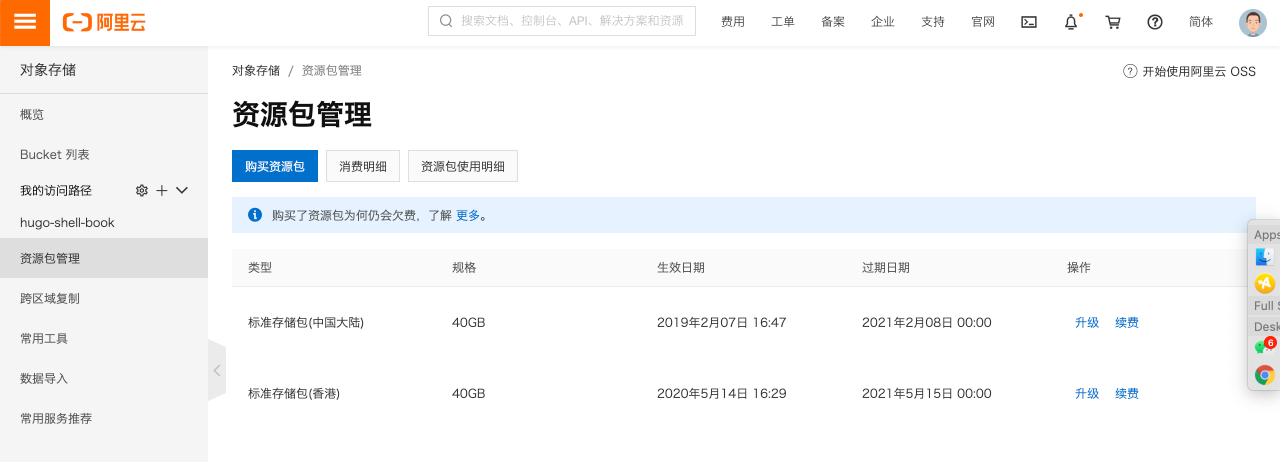 阿里云
搜索文档、控制台、API、解决方案和资源
费用 工单 备案 企业 支持 官网 简体
对象存储
概览
Bucket 列表
我的访问路径
hugo-shell-book
资源包管理
跨区域复制
常用工具
数据导入
常用服务推荐
对象存储 / 资源包管理
开始使用阿里云 OSS
资源包管理
购买资源包 消费明细 资源包使用明细
购买了资源包为何仍会欠费，了解 更多。
类型 规格 生效日期 过期日期 操作
标准存储包(中国大陆) 40GB 2019年2月07日 16:47 2021年2月08日 00:00 升级 续费
标准存储包(香港) 40GB 2020年5月14日 16:29 2021年5月15日 00:00 升级 续费
Apps
Full S
Desk
6